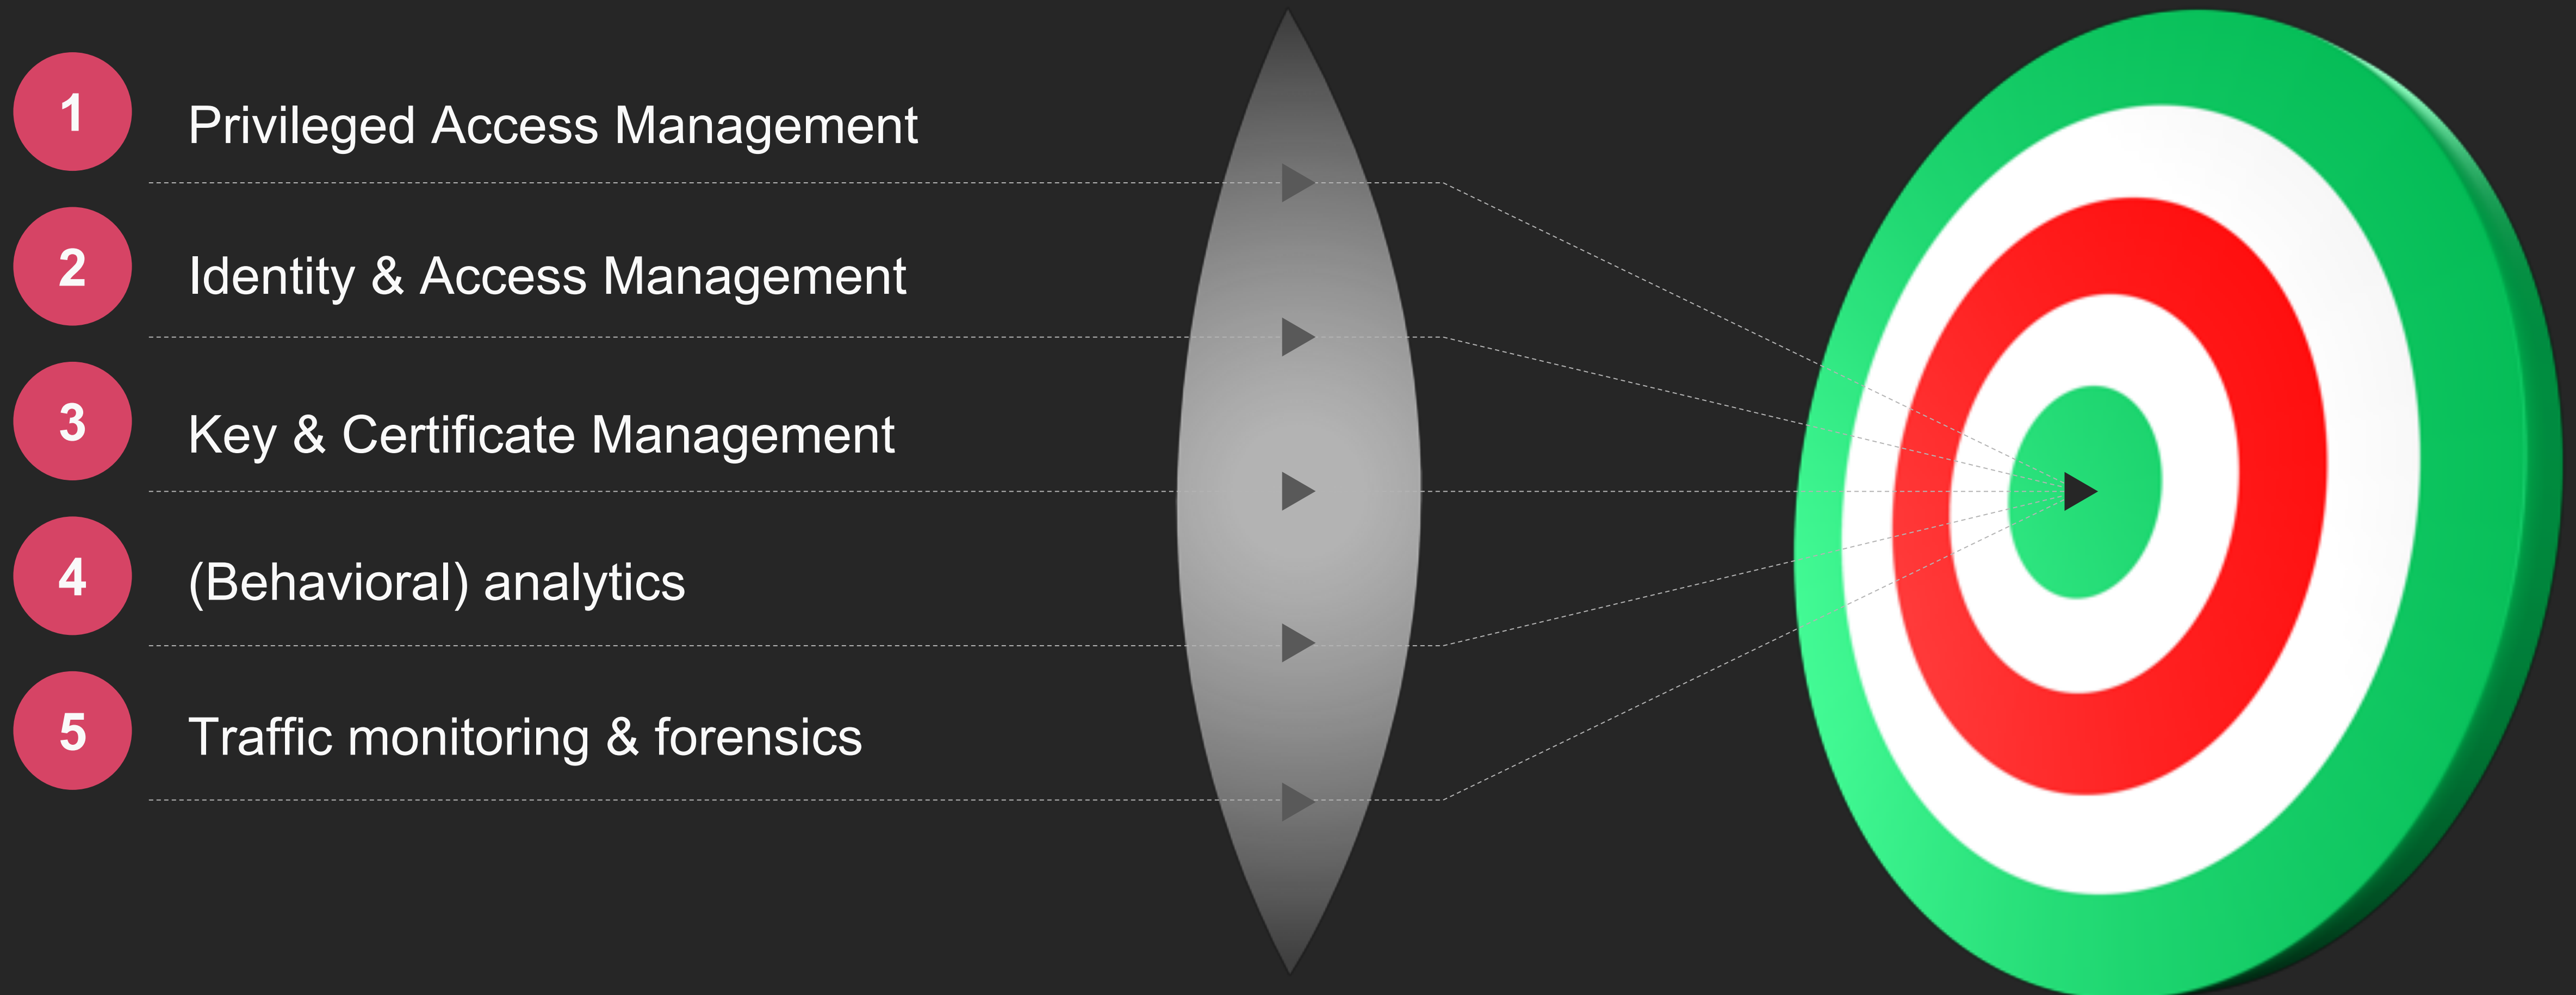 1
Privileged Access Management
2
Identity & Access Management
3
Key & Certificate Management
4
(Behavioral) analytics
5
Traffic monitoring & forensics